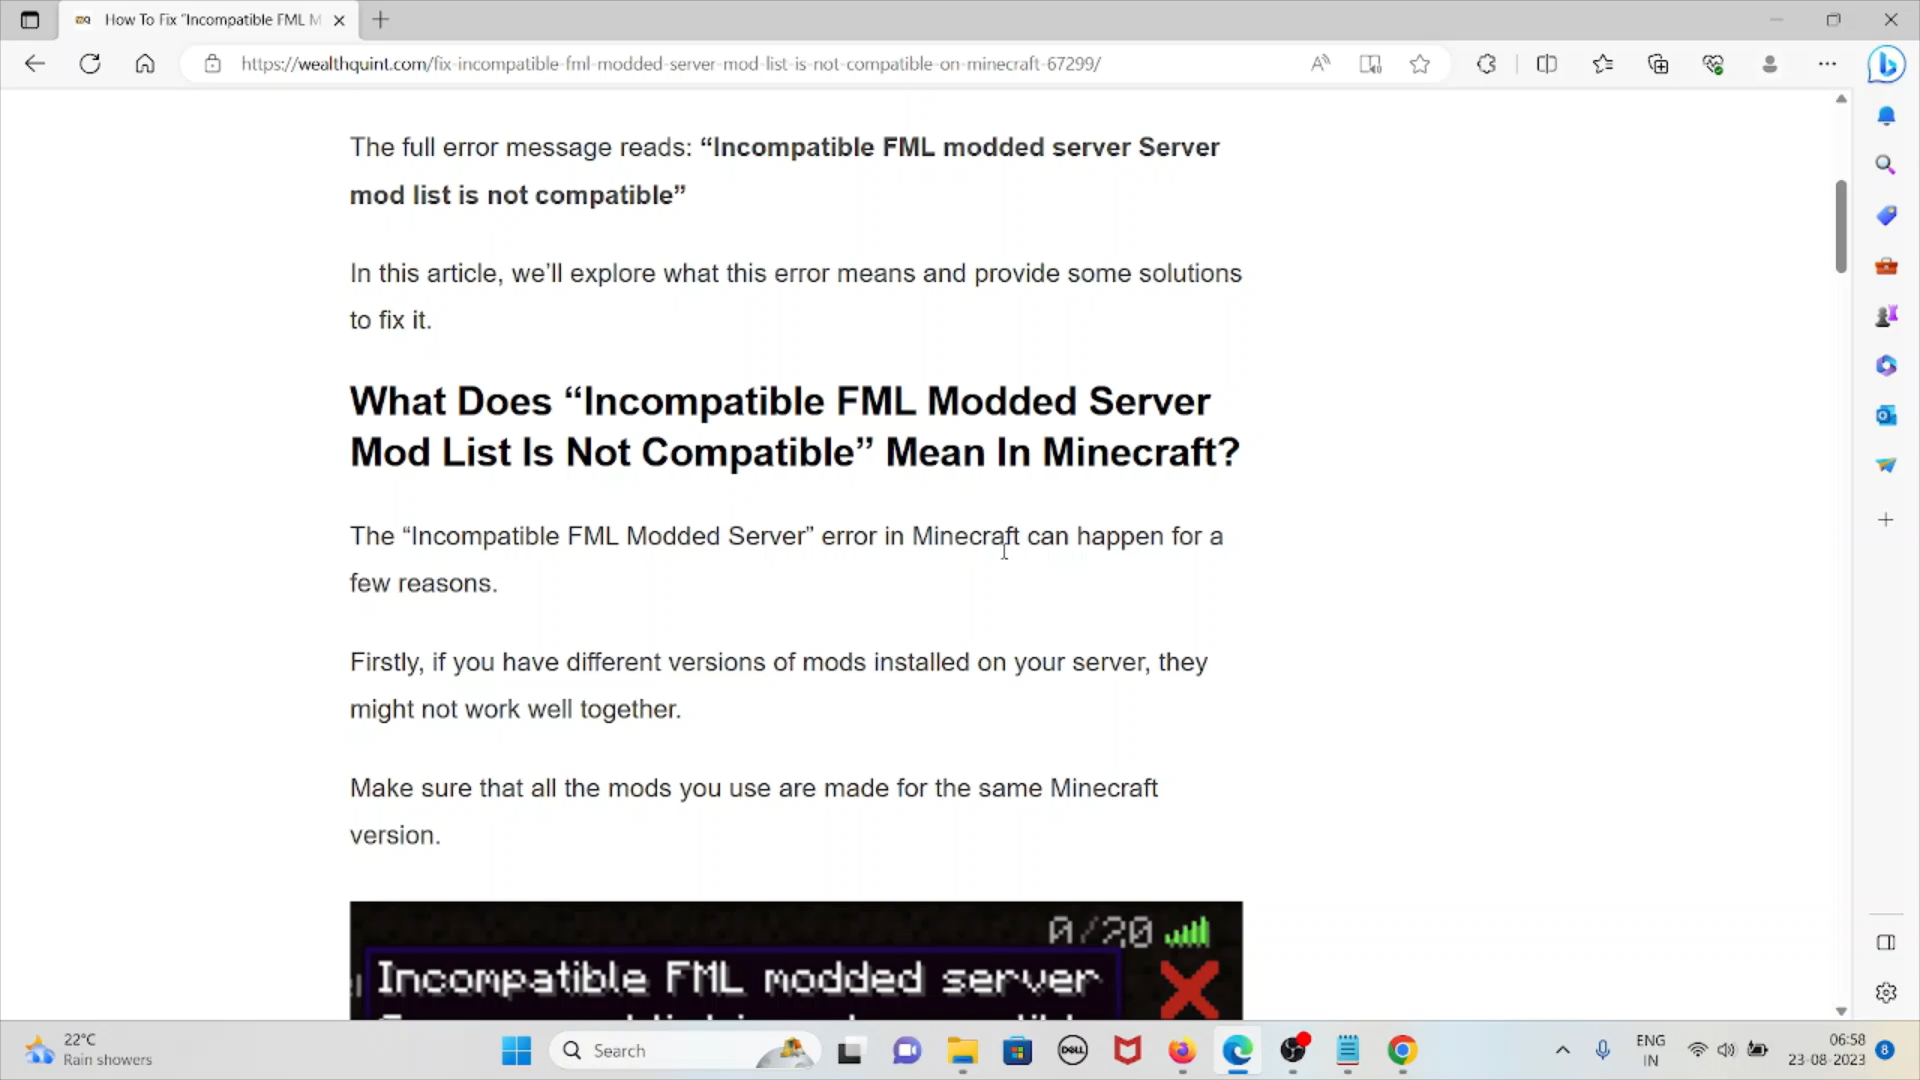 How To Fix "Incompatible FML M
https://wealthquint.com/fix-incompatible-fml-modded-server-mod-list-is-not-compatible-on-minecraft-67299/
The full error message reads: “Incompatible FML modded server Server
mod list is not compatible”
In this article, we’ll explore what this error means and provide some solutions
to fix it.
What Does “Incompatible FML Modded Server
Mod List Is Not Compatible” Mean In Minecraft?
The “Incompatible FML Modded Server” error in Minecraft can happen for a
few reasons.
Firstly, if you have different versions of mods installed on your server, they
might not work well together.
Make sure that all the mods you use are made for the same Minecraft
version.
0/20
Incompatible FML modded server
22°C
Rain showers
Search
DELL
ENG
IN
06:58
23-08-2023
8